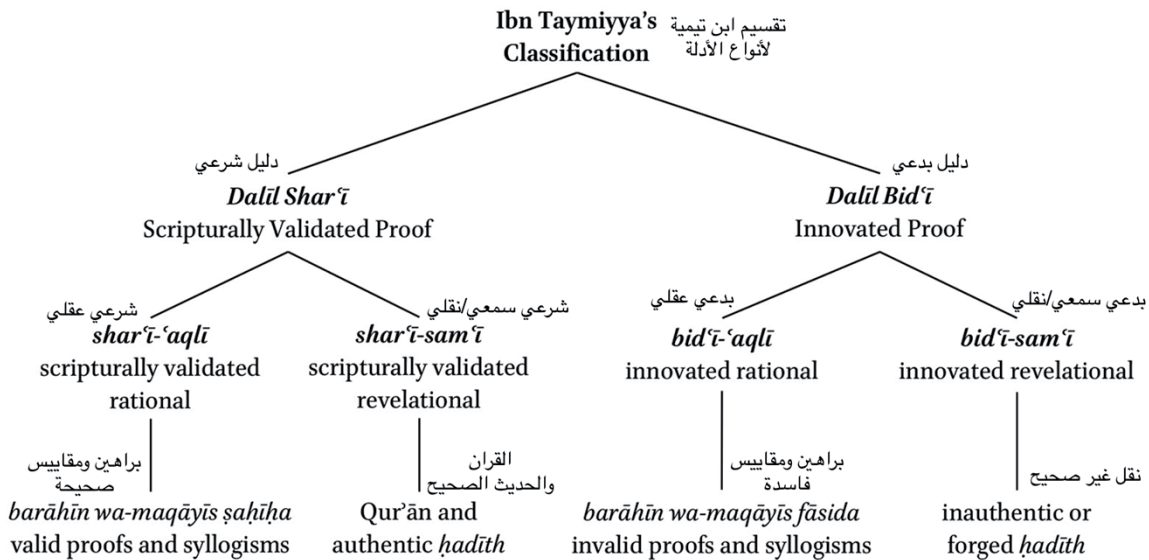 Ibn Taymiyya’s
Classification
تقسيم ابن تيمية
لأنواع الأدلة
دليل شرعي
Dalīl Sharʿī
Scripturally Validated Proof
دليل بدعي
Dalīl Bidʿī
Innovated Proof
شرعي عقلي
sharʿī-ʿaqlī
scripturally validated
rational
شرعي سمعي/نقلي
sharʿī-samʿī
scripturally validated
revelational
بدعي عقلي
bidʿī-ʿaqlī
innovated rational
بدعي سمعي/نقلي
bidʿī-samʿī
innovated revelational
براهين ومقاييس
صحيحة
barāhīn wa-maqāyīs ṣaḥīḥa
valid proofs and syllogisms
القران
والحديث الصحيح
Qurʾān and
authentic ḥadīth
براهين ومقاييس
فاسدة
barāhīn wa-maqāyīs fāsida
invalid proofs and syllogisms
نقل غير صحيح
inauthentic or
forged ḥadīth